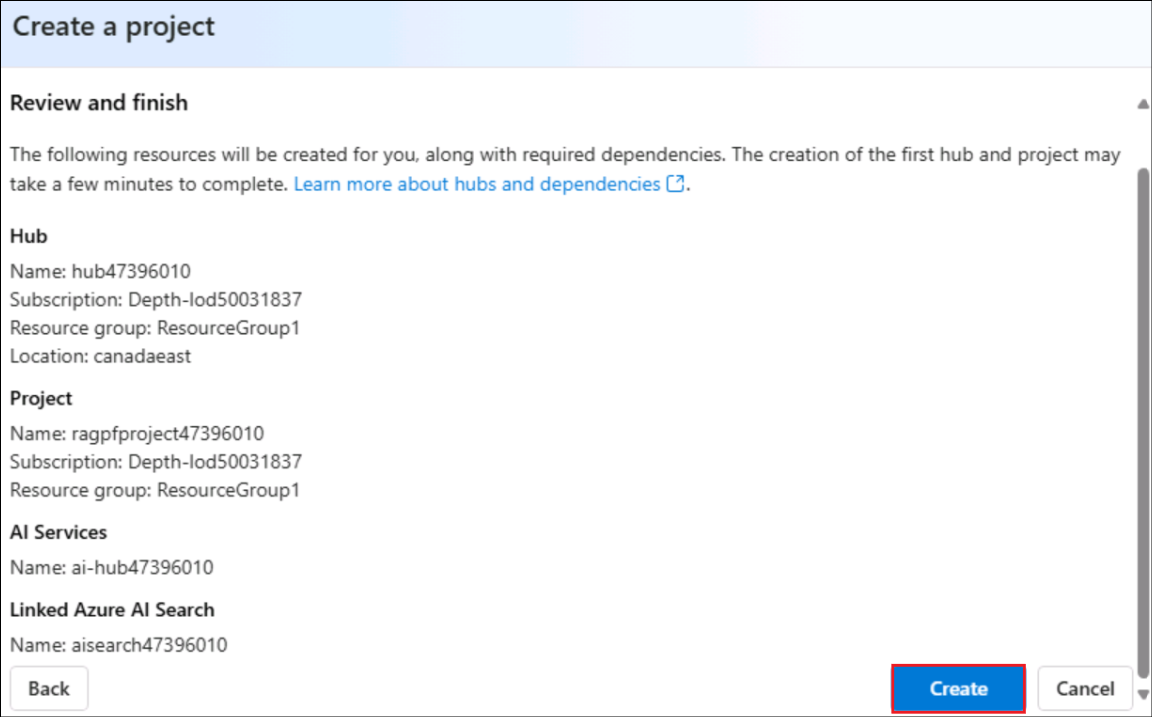 Create a project
Review and finish
The following resources will be created for you, along with required dependencies. The creation of the first hub and project may
take a few minutes to complete. Learn more about hubs and dependencies.
Hub
Name: hub47396010
Subscription: Depth-lod50031837
Resource group: ResourceGroup1
Location: canadaeast
Project
Name: ragpfproject47396010
Subscription: Depth-lod50031837
Resource group: ResourceGroup1
AI Services
Name: ai-hub47396010
Linked Azure AI Search
Name: aisearch47396010
Back
Create
Cancel